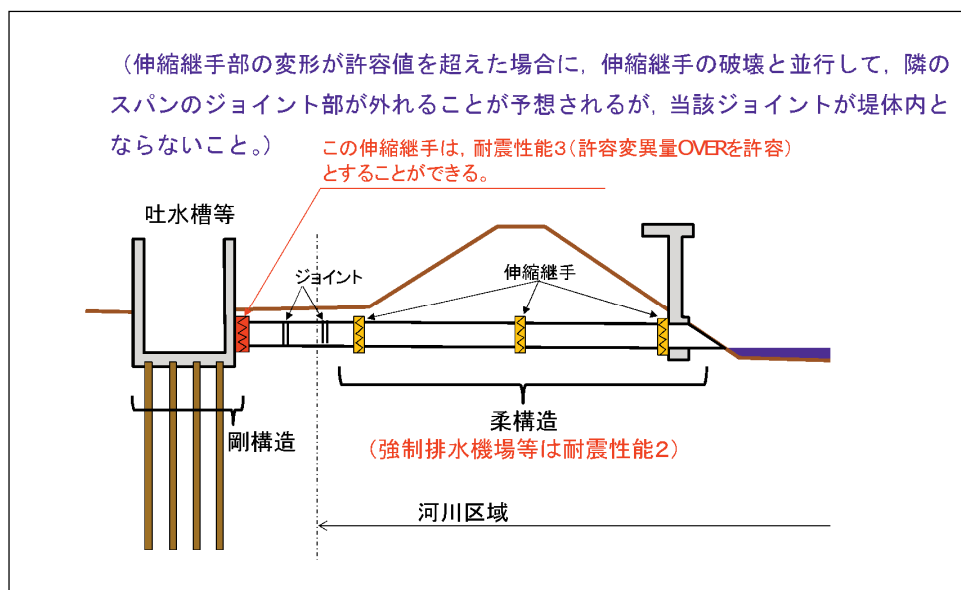 （伸縮継手部の変形が許容値を超えた場合に，伸縮継手の破壊と並行して，隣の
スパンのジョイント部が外れることが予想されるが，当該ジョイントが堤体内と
ならないこと。）
この伸縮継手は，耐震性能3（許容変異量OVERを許容）
とすることができる。
吐水槽等
ジョイント
伸縮継手
剛構造
柔構造
（強制排水機場等は耐震性能2）
河川区域